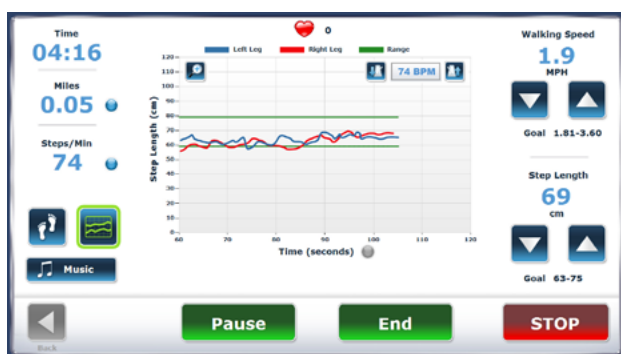 Time
04:16
Miles
0.05
Steps/Min
74
Music
Back
0
Left Leg Right Leg Range
74 BPM
Step Length (cm)
120
110
100
90
80
70
60
50
40
30
20
10
0
60 70 80 90 100 110 120
Time (seconds)
Walking Speed
1.9
MPH
Goal 1.81-3.60
Step Length
69
cm
Goal 63-75
Pause
End
STOP